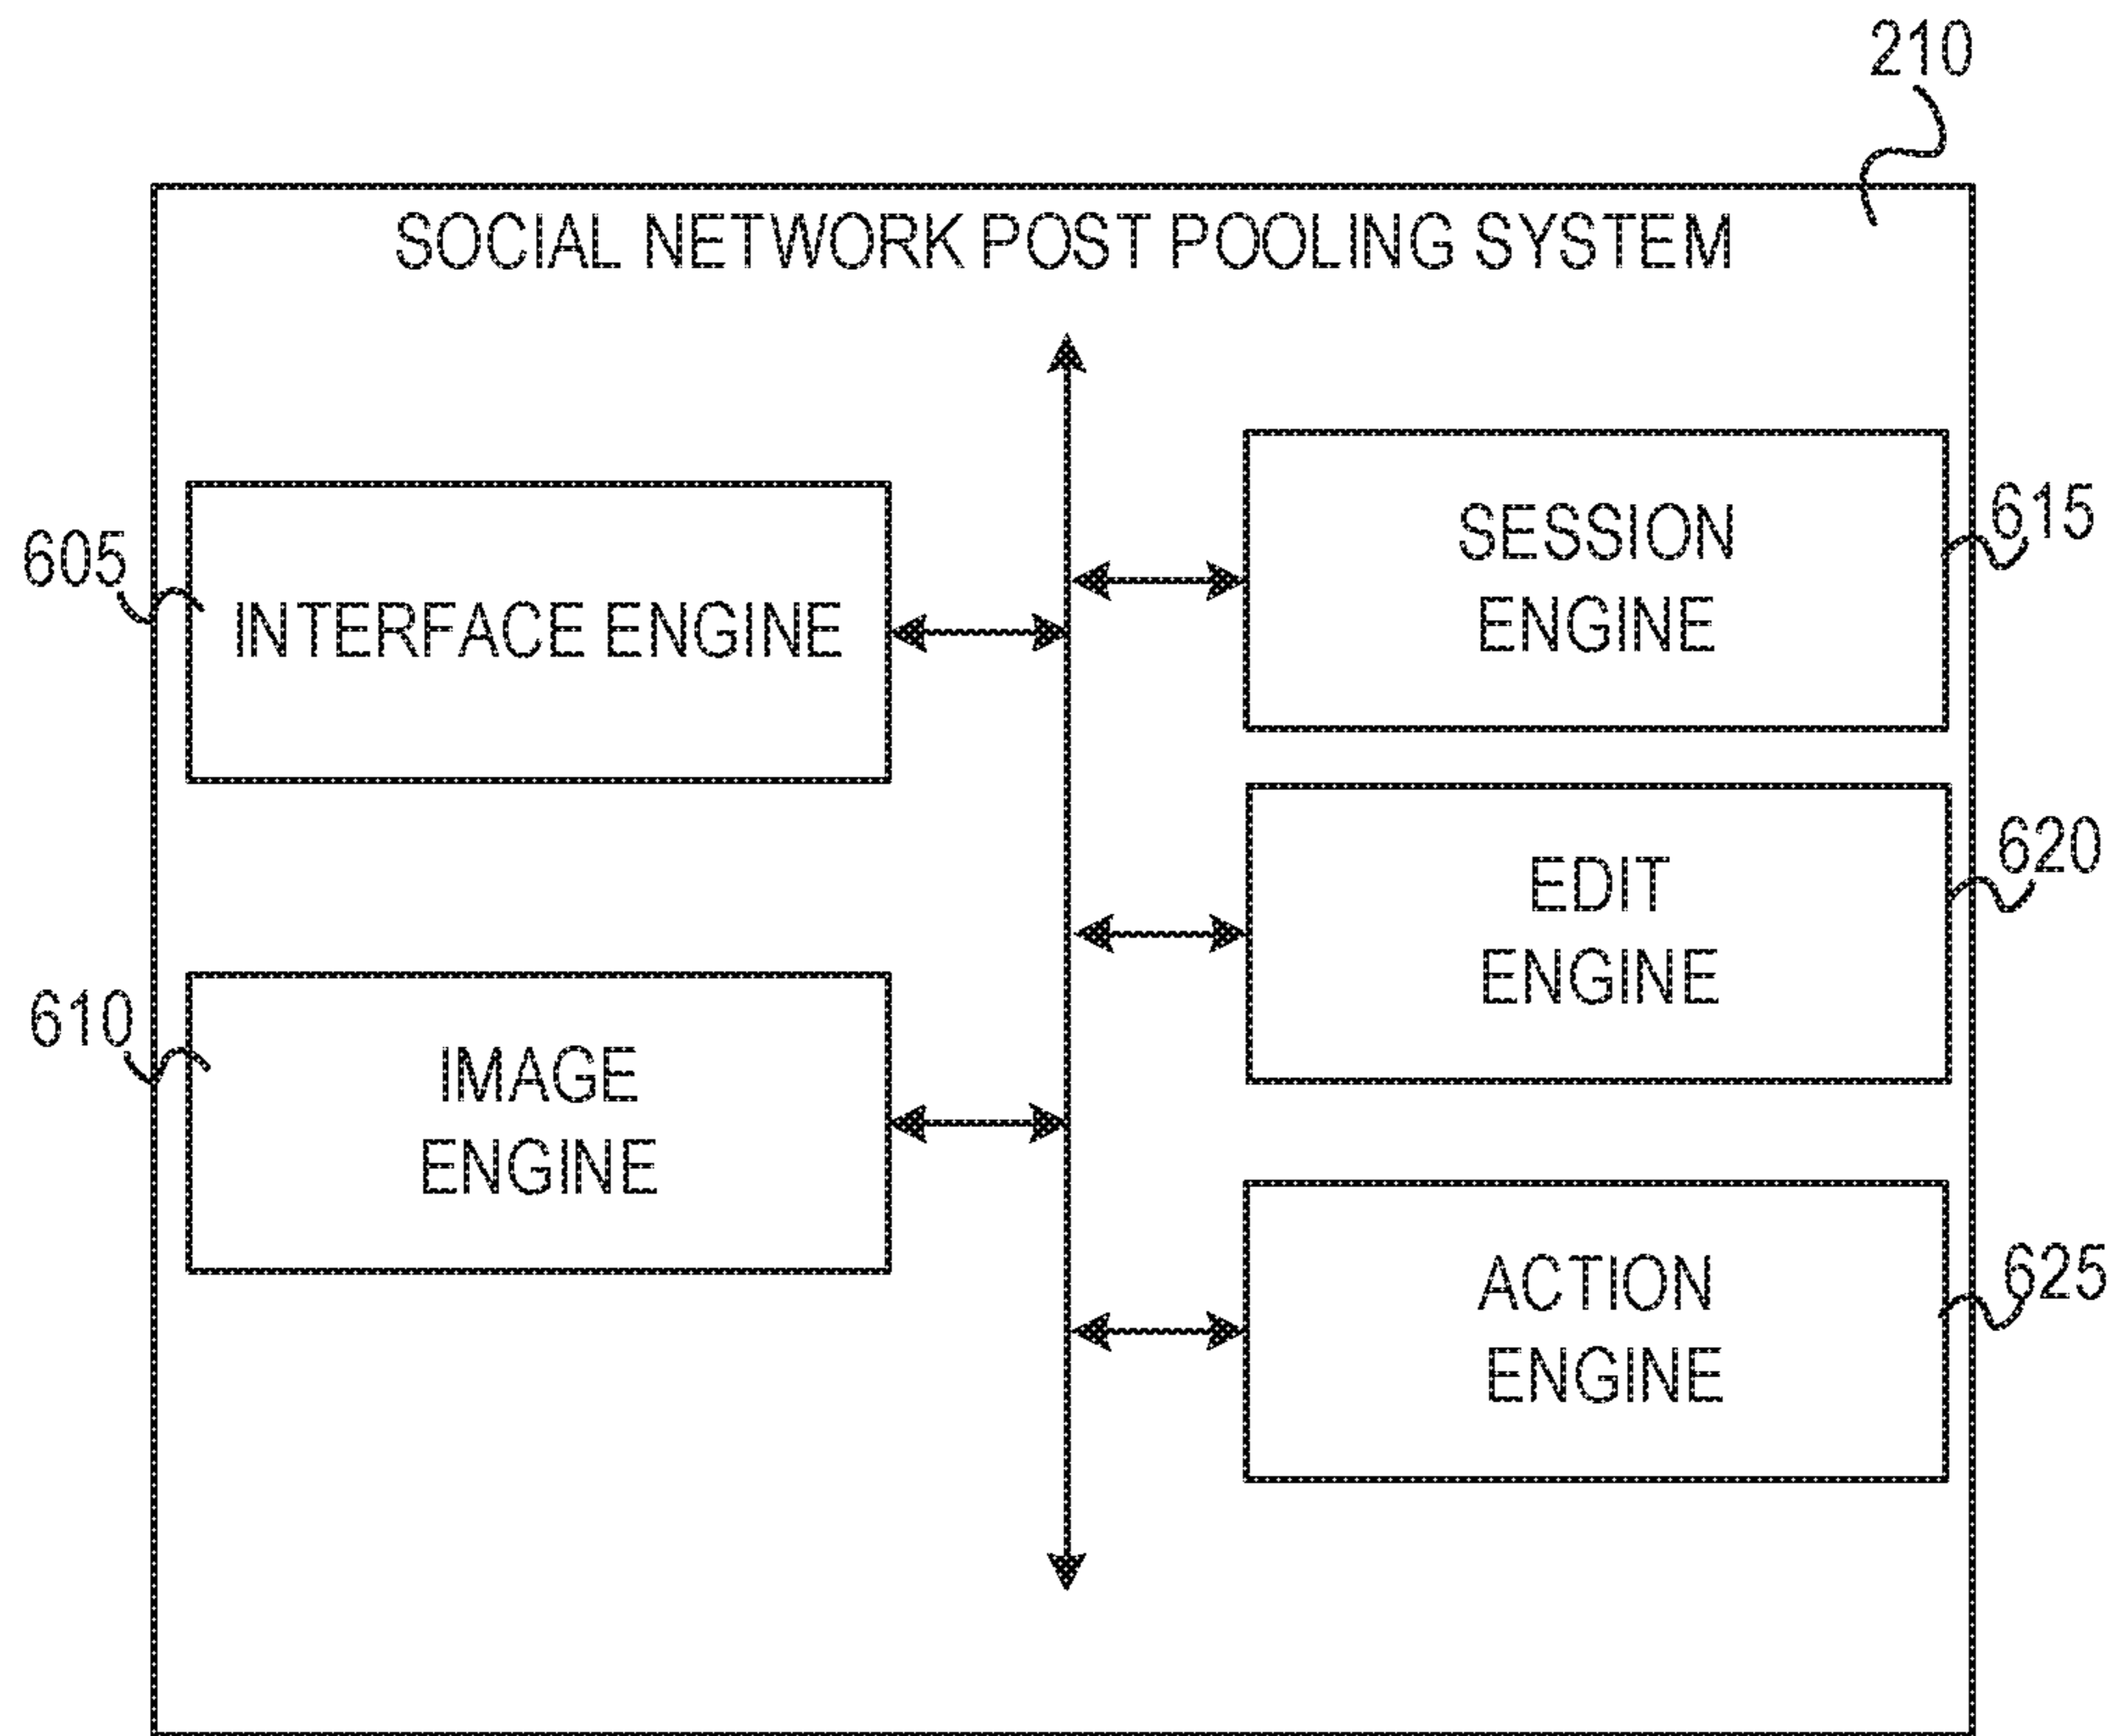 210
SOCIAL NETWORK POST POOLING SYSTEM
605
INTERFACE ENGINE
SESSION
ENGINE
615
EDIT
ENGINE
620
610
IMAGE
ENGINE
ACTION
ENGINE
625